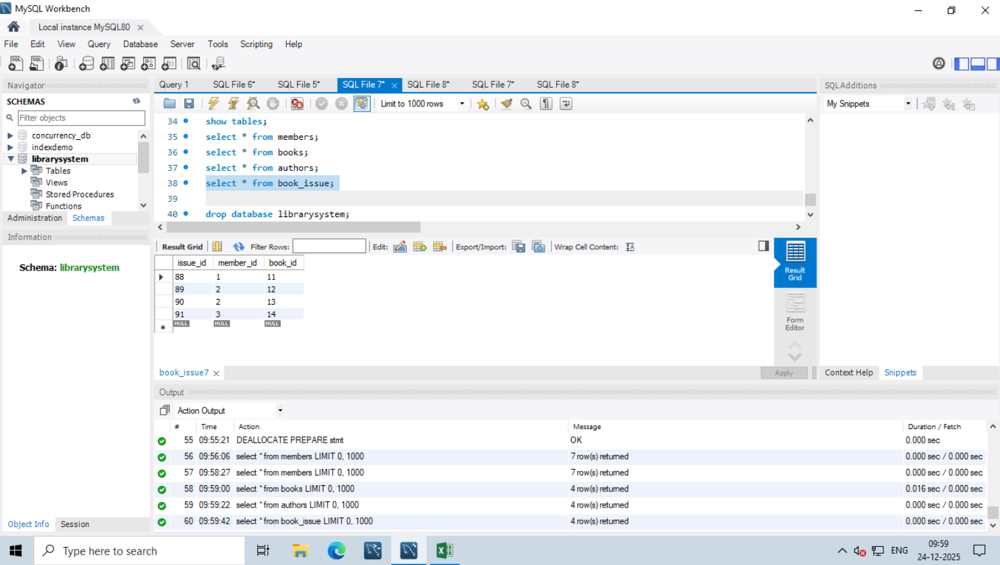 MySQL Workbench
Local instance MySQL80
File Edit View Query Database Server Tools Scripting Help
Navigator
SCHEMAS
Filter objects
concurrency_db
indexdemo
librarysystem
Tables
Views
Stored Procedures
Functions
Administration Schemas
Information
Schema: librarysystem
Object Info Session
Query 1 SQL File 6* SQL File 5* SQL File 7* SQL File 8* SQL File 7* SQL File 8*
Limit to 1000 rows
34 show tables;
35 select * from members;
36 select * from books;
37 select * from authors;
38 select * from book_issue;
39
40 drop database librarysystem;
Result Grid Filter Rows: Edit: Export/Import: Wrap Cell Content:
issue_id member_id book_id
88 1 11
89 2 12
90 2 13
91 3 14
NULL NULL NULL
Result Grid
Form Editor
book_issue7
Apply
SQLAdditions
My Snippets
Context Help Snippets
Output
Action Output
# Time Action Message Duration / Fetch
55 09:55:21 DEALLOCATE PREPARE stmt OK 0.000 sec
56 09:56:06 select * from members LIMIT 0, 1000 7 row(s) returned 0.000 sec / 0.000 sec
57 09:58:27 select * from members LIMIT 0, 1000 7 row(s) returned 0.000 sec / 0.000 sec
58 09:59:00 select * from books LIMIT 0, 1000 4 row(s) returned 0.016 sec / 0.000 sec
59 09:59:22 select * from authors LIMIT 0, 1000 4 row(s) returned 0.000 sec / 0.000 sec
60 09:59:42 select * from book_issue LIMIT 0, 1000 4 row(s) returned 0.000 sec / 0.000 sec
Type here to search
ENG
09:59
24-12-2025